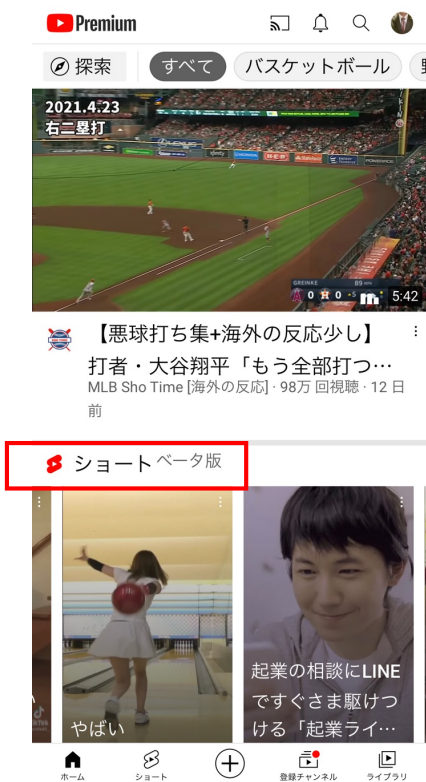 Premium
探索 すべて バスケットボール
2021.4.23
右二塁打
GREINKE 89
0 H 0
5:42
【悪球打ち集+海外の反応少し】
打者・大谷翔平「もう全部打つ…
MLB Sho Time [海外の反応]・98万 回視聴・12 日
前
ショート ベータ版
やばい
起業の相談にLINE
ですぐさま駆けつ
ける「起業ライ…
ホーム ショート 登録チャンネル ライブラリ